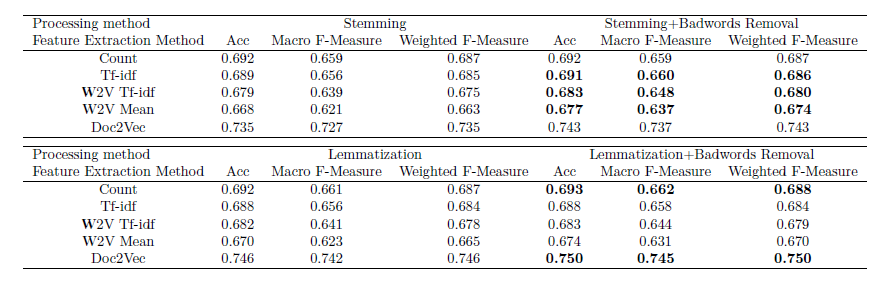 Processing method Stemming Stemming+Badwords Removal
Feature Extraction Method Acc Macro F-Measure Weighted F-Measure Acc Macro F-Measure Weighted F-Measure
Count 0.692 0.659 0.687 0.692 0.659 0.687
Tf-idf 0.689 0.656 0.685 0.691 0.660 0.686
W2V Tf-idf 0.679 0.639 0.675 0.683 0.648 0.680
W2V Mean 0.668 0.621 0.663 0.677 0.637 0.674
Doc2Vec 0.735 0.727 0.735 0.743 0.737 0.743
Processing method Lemmatization Lemmatization+Badwords Removal
Feature Extraction Method Acc Macro F-Measure Weighted F-Measure Acc Macro F-Measure Weighted F-Measure
Count 0.692 0.661 0.687 0.693 0.662 0.688
Tf-idf 0.688 0.656 0.684 0.688 0.658 0.684
W2V Tf-idf 0.682 0.641 0.678 0.683 0.644 0.679
W2V Mean 0.670 0.623 0.665 0.674 0.631 0.670
Doc2Vec 0.746 0.742 0.746 0.750 0.745 0.750